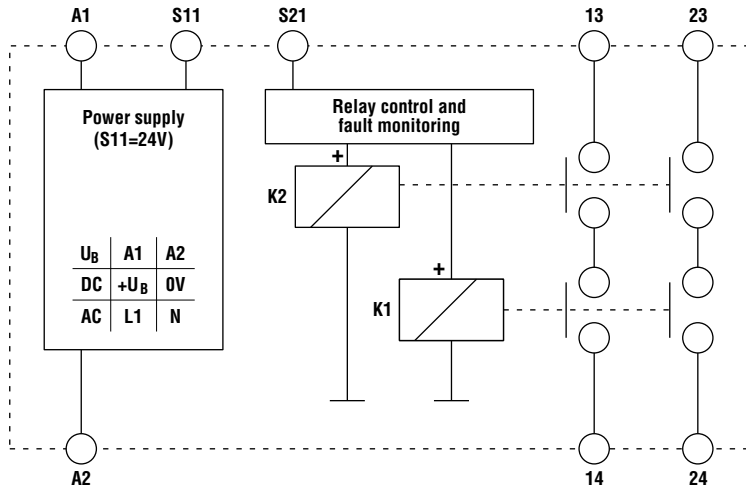 A1 S11 S21 13 23
Power supply
(S11=24V)
Relay control and
fault monitoring
+
K2
UB A1 A2
DC +UB 0V
AC L1 N
+
K1
A2 14 24